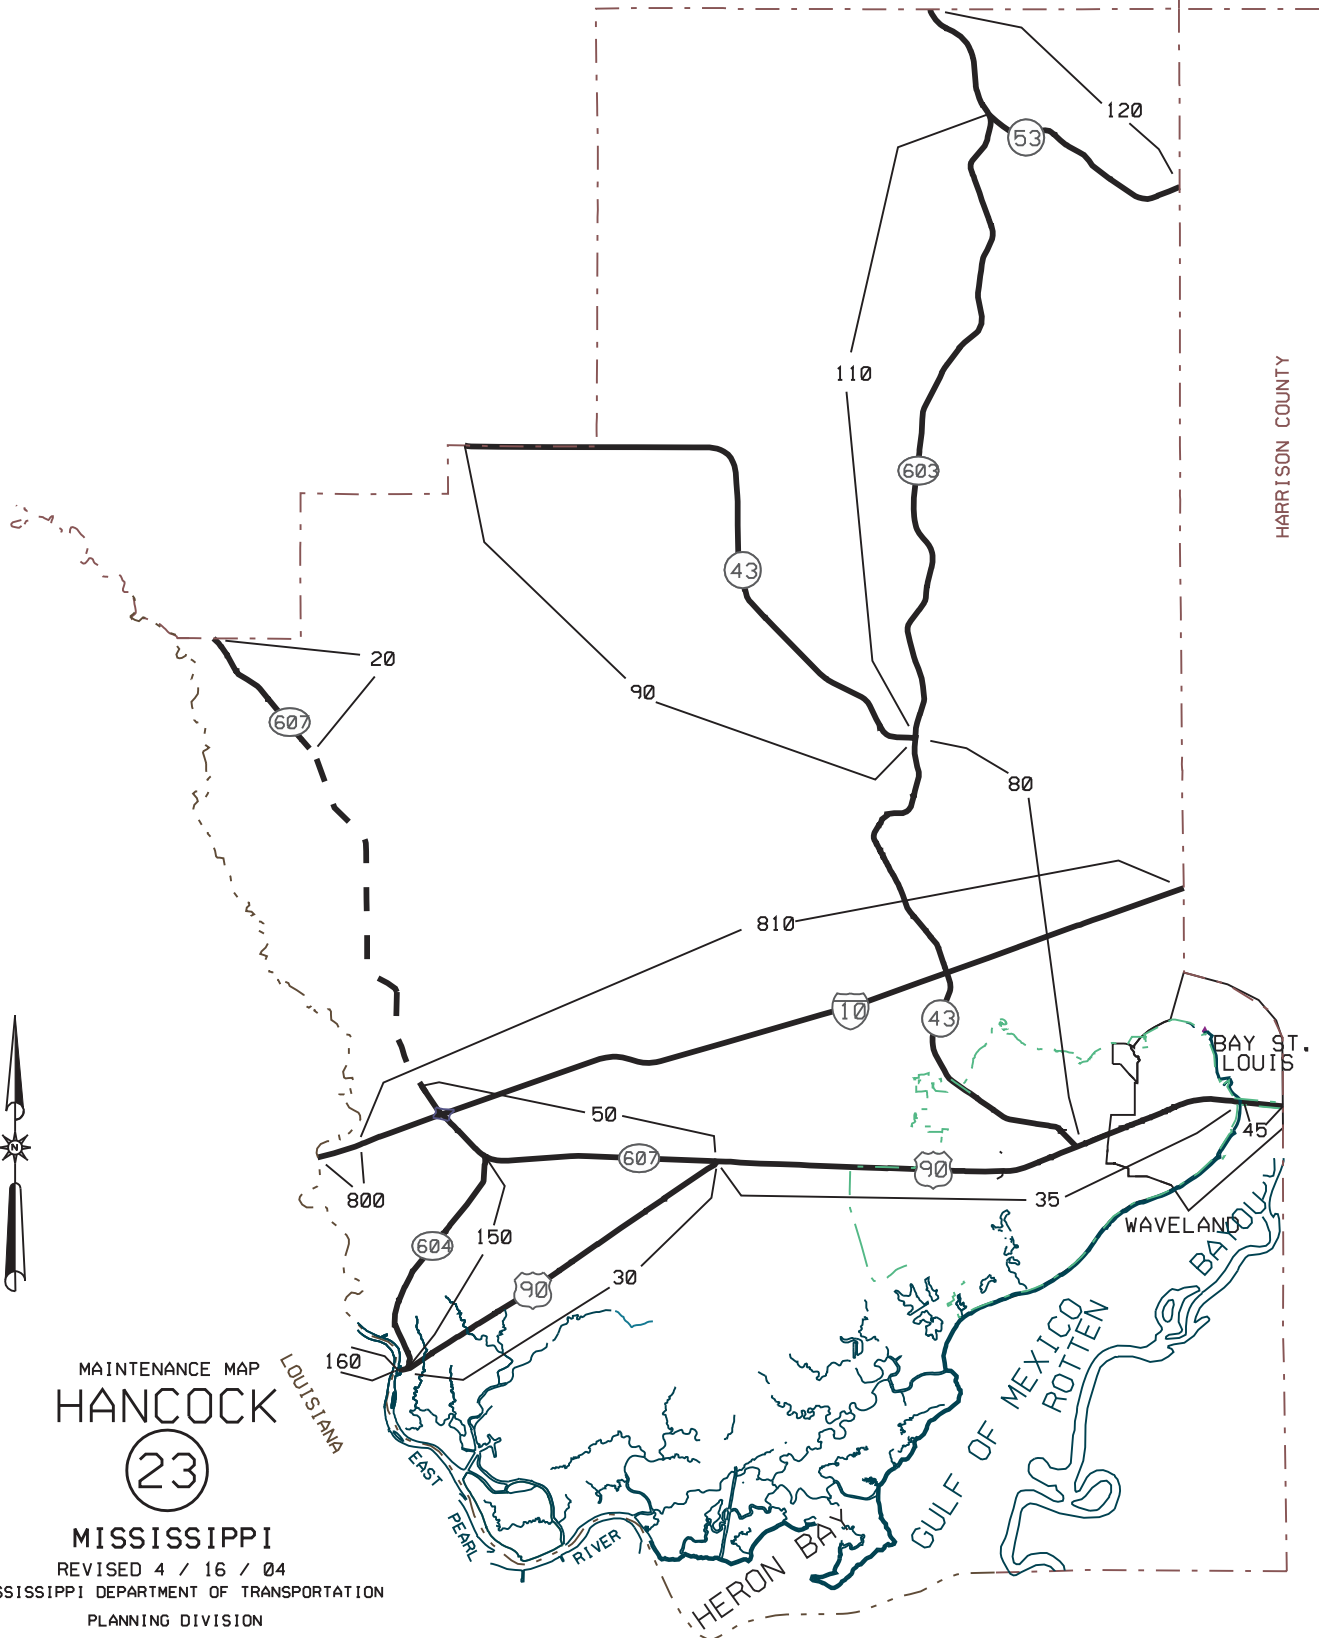 120
53
110
HARRISON COUNTY
603
43
20
90
607
80
810
10
43
BAY ST.
LOUIS
50
45
607
90
800
35
WAVELAND
150
604
BAYOU
30
90
160
MAINTENANCE MAP
HANCOCK
23
MISSISSIPPI
REVISED 4 / 16 / 04
SSISSIPPI DEPARTMENT OF TRANSPORTATION
PLANNING DIVISION
LOUISIANA
EAST
PEARL
RIVER
HERON BAY
GULF OF MEXICO
ROTTEN
N